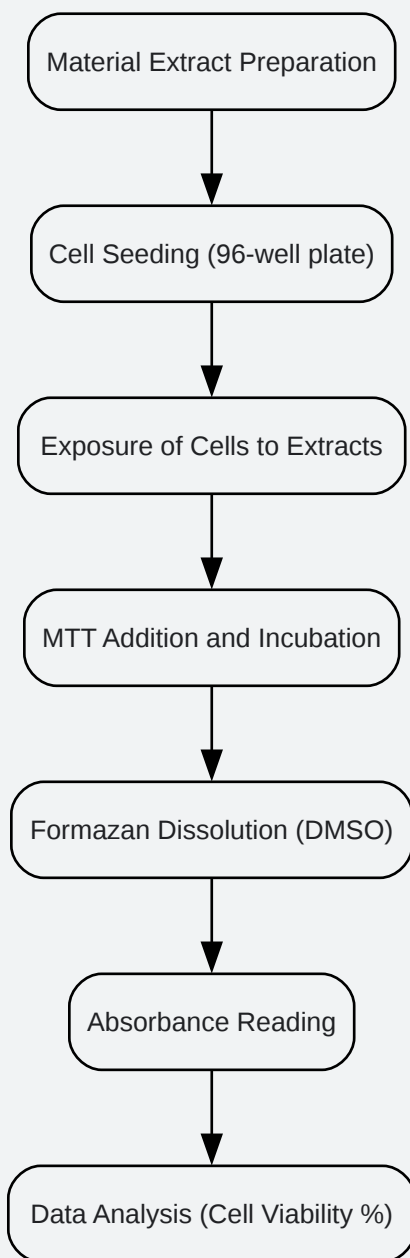 Material Extract Preparation
Cell Seeding (96-well plate)
Exposure of Cells to Extracts
MTT Addition and Incubation
Formazan Dissolution (DMSO)
Absorbance Reading
Data Analysis (Cell Viability %)